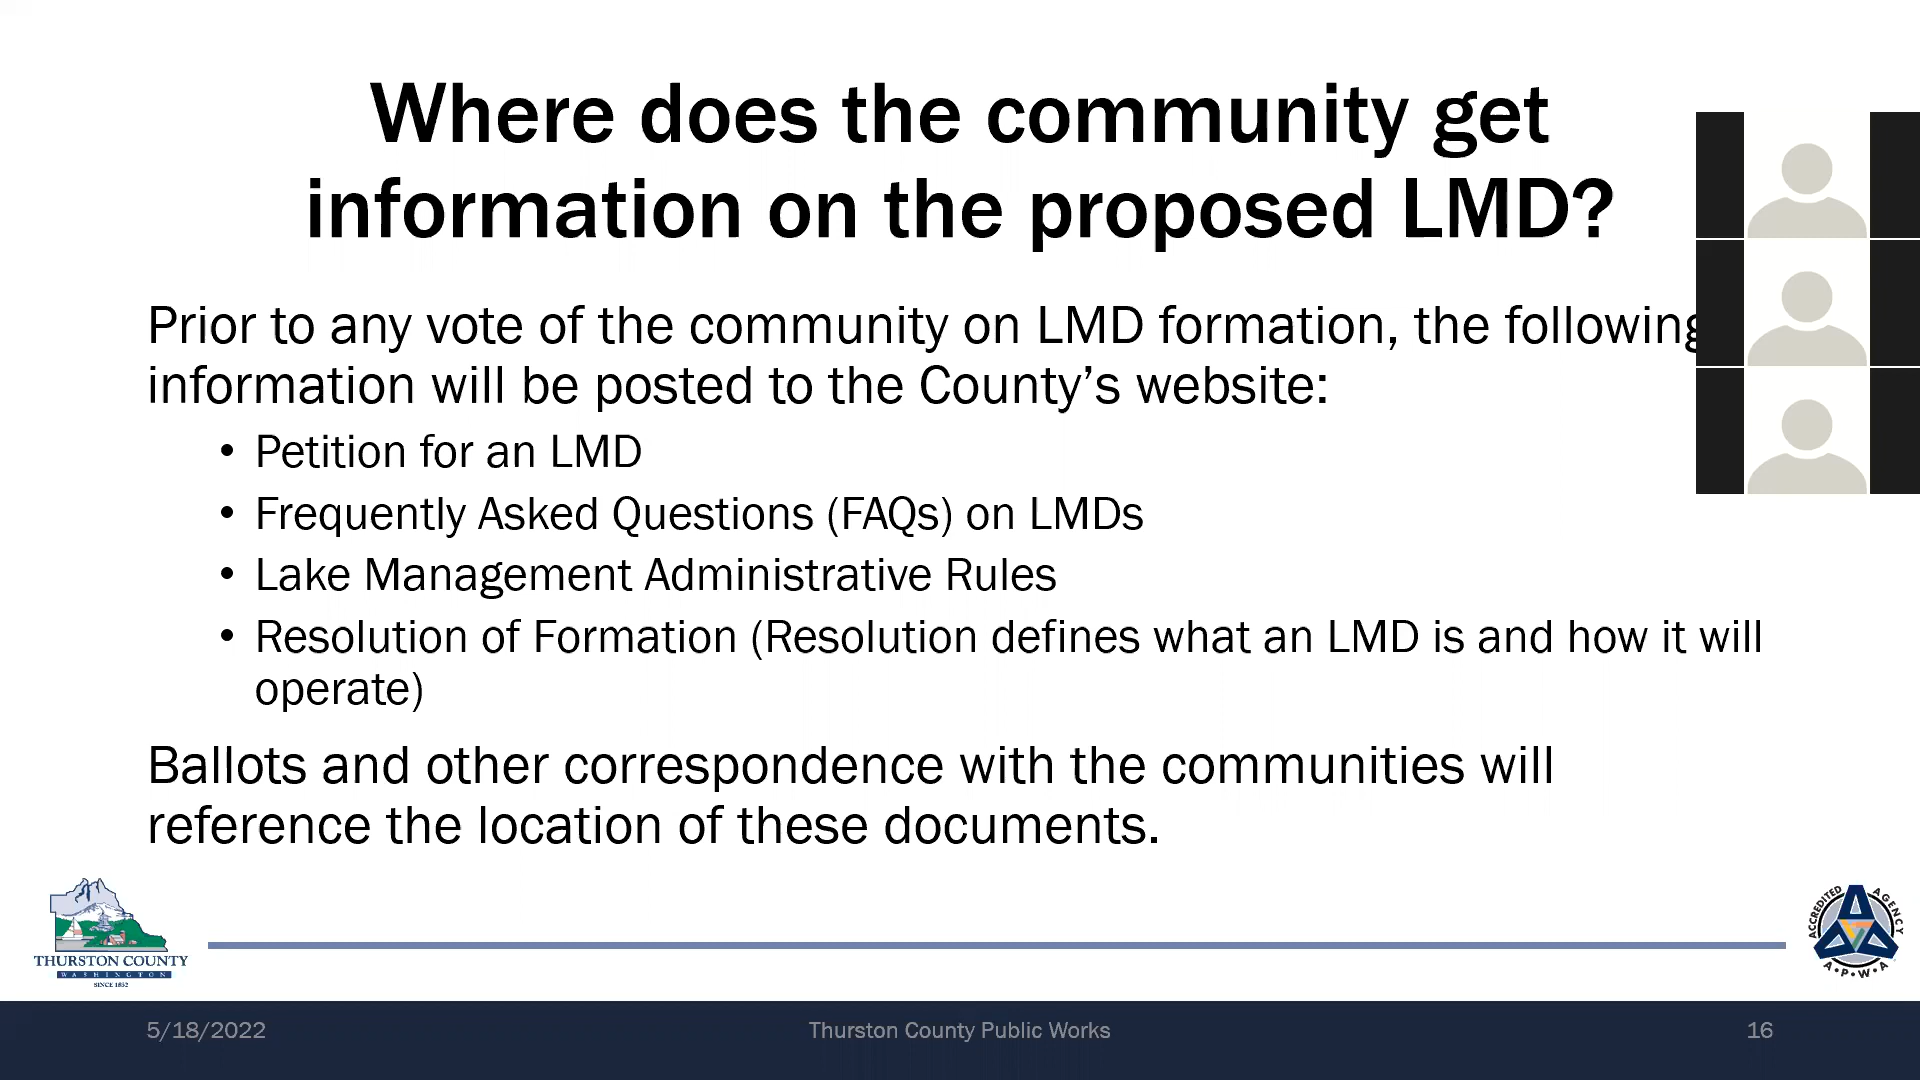 Where does the community get
information on the proposed LMD?
Prior to any vote of the community on LMD formation, the following
information will be posted to the County’s website:
• Petition for an LMD
• Frequently Asked Questions (FAQs) on LMDs
• Lake Management Administrative Rules
• Resolution of Formation (Resolution defines what an LMD is and how it will
operate)
Ballots and other correspondence with the communities will
reference the location of these documents.
THURSTON COUNTY
WASHINGTON
SINCE 1852
ACCREDITED AGENCY
A•P•W•A
5/18/2022
Thurston County Public Works
16